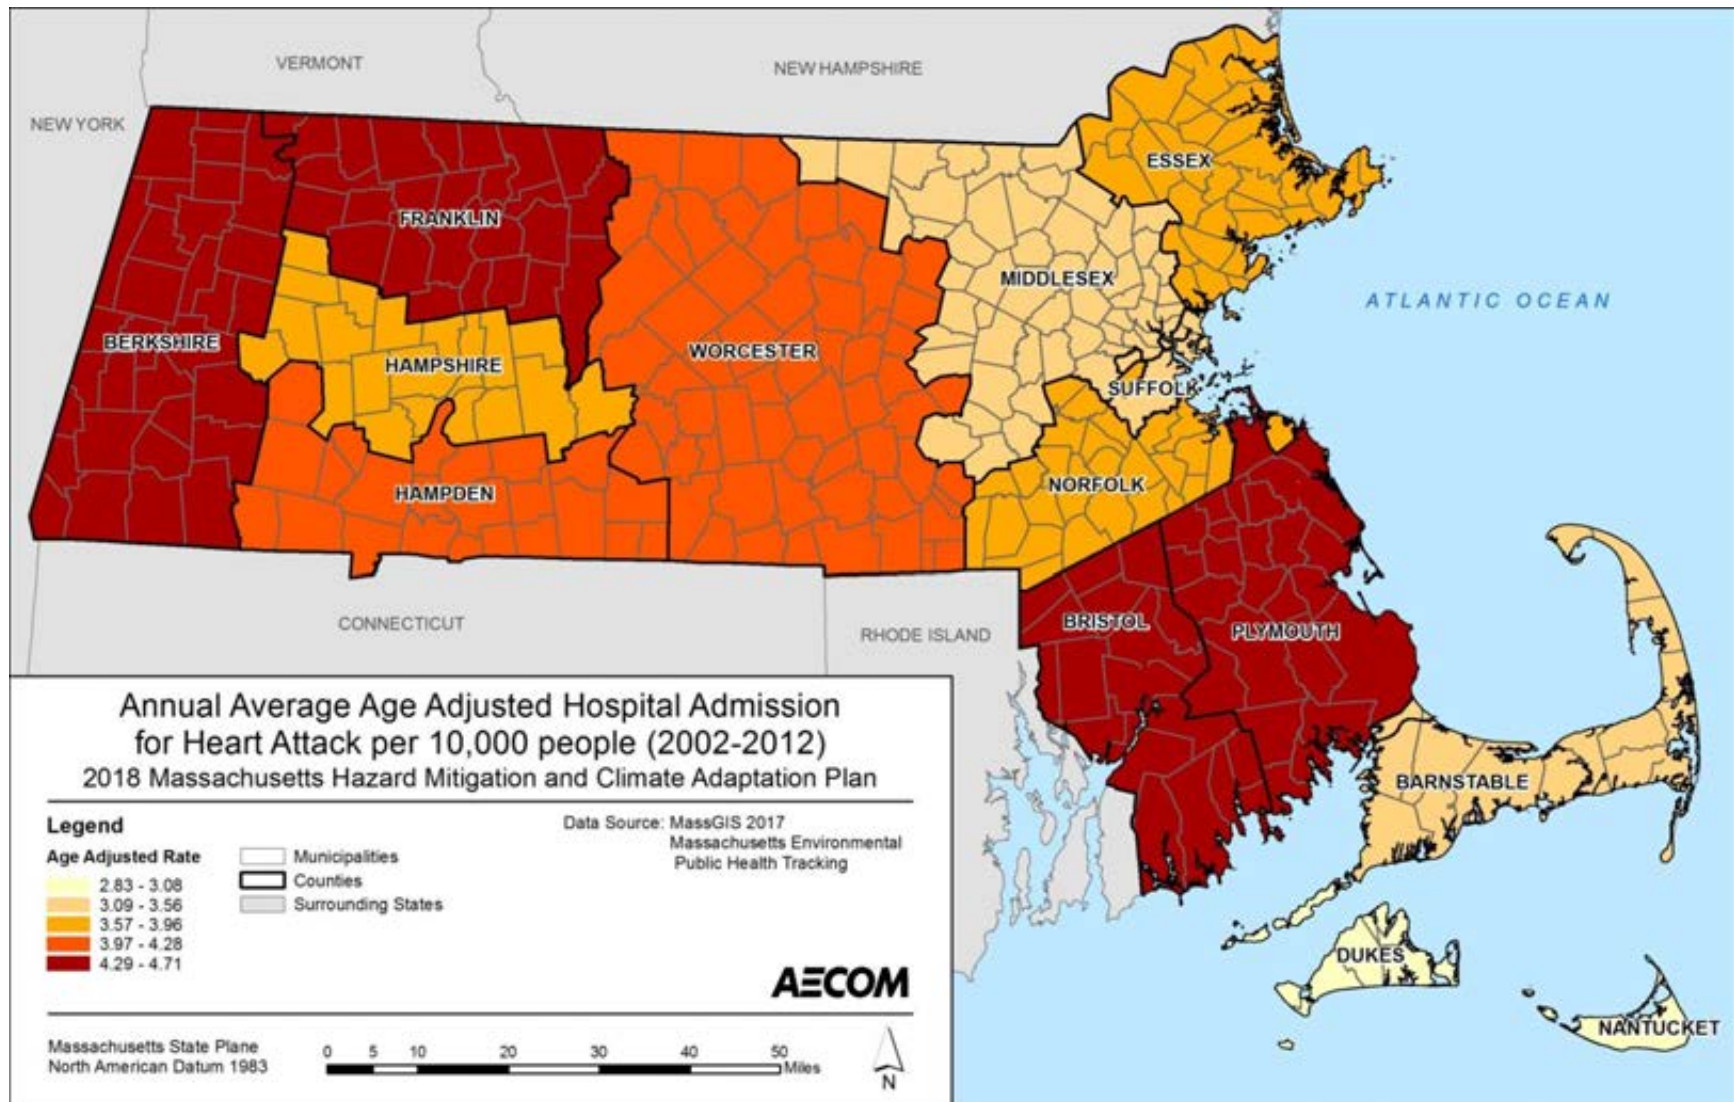 VERMONT
NEW HAMPSHIRE
NEW YORK
ESSEX
FRANKLIN
MIDDLESEX
ATLANTIC OCEAN
BERKSHIRE
WORCESTER
HAMPSHIRE
SUFFOLK
NORFOLK
HAMPDEN
CONNECTICUT
RHODE ISLAND
BRISTOL
PLYMOUTH
BARNSTABLE
DUKES
NANTUCKET
Annual Average Age Adjusted Hospital Admission
for Heart Attack per 10,000 people (2002-2012)
2018 Massachusetts Hazard Mitigation and Climate Adaptation Plan
Legend
Age Adjusted Rate
2.83 - 3.08
3.09 - 3.56
3.57 - 3.96
3.97 - 4.28
4.29 - 4.71
Municipalities
Counties
Surrounding States
Data Source: MassGIS 2017
Massachusetts Environmental
Public Health Tracking
AECOM
Massachusetts State Plane
North American Datum 1983
0 5 10 20 30 40 50
Miles
N